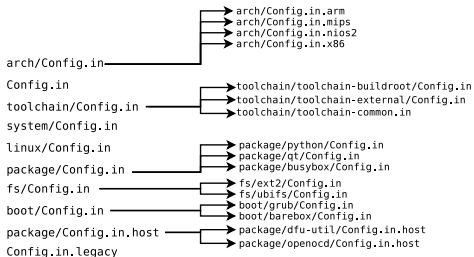 arch/Config.in.arm
arch/Config.in.mips
arch/Config.in.nios2
arch/Config.in.x86
arch/Config.in
Config.in
toolchain/toolchain-buildroot/Config.in
toolchain/Config.in
toolchain/toolchain-external/Config.in
toolchain/toolchain-common.in
system/Config.in
linux/Config.in
package/python/Config.in
package/qt/Config.in
package/Config.in
package/busybox/Config.in
fs/Config.in
fs/ext2/Config.in
fs/ubifs/Config.in
boot/Config.in
boot/grub/Config.in
boot/barebox/Config.in
package/Config.in.host
package/dfu-util/Config.in.host
package/openocd/Config.in.host
Config.in.legacy